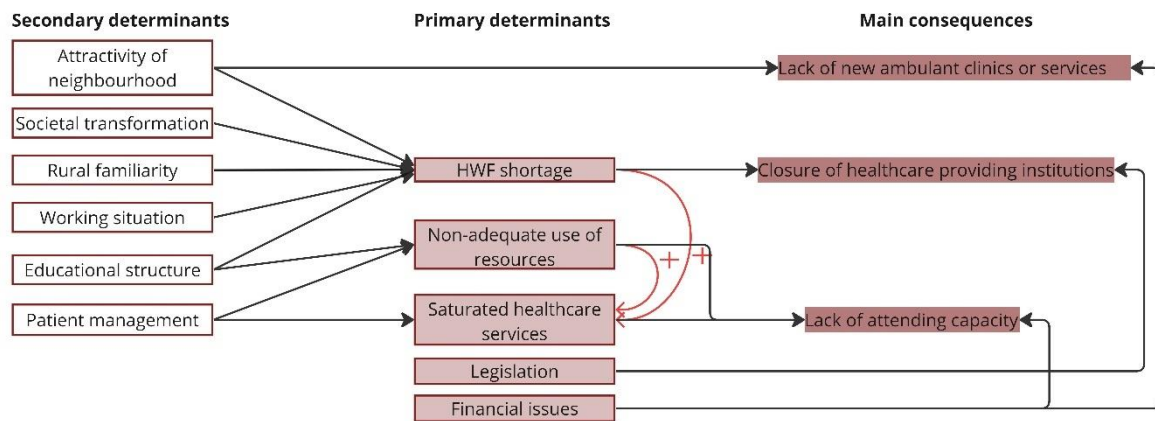 Secondary determinants
Primary determinants
Main consequences
Attractivity of
neighbourhood
Societal transformation
Rural familiarity
Working situation
Educational structure
Patient management
HWF shortage
Non-adequate use of
resources
+
+
Saturated healthcare
services
Legislation
Financial issues
Lack of new ambulant clinics or services
Closure of healthcare providing institutions
Lack of attending capacity